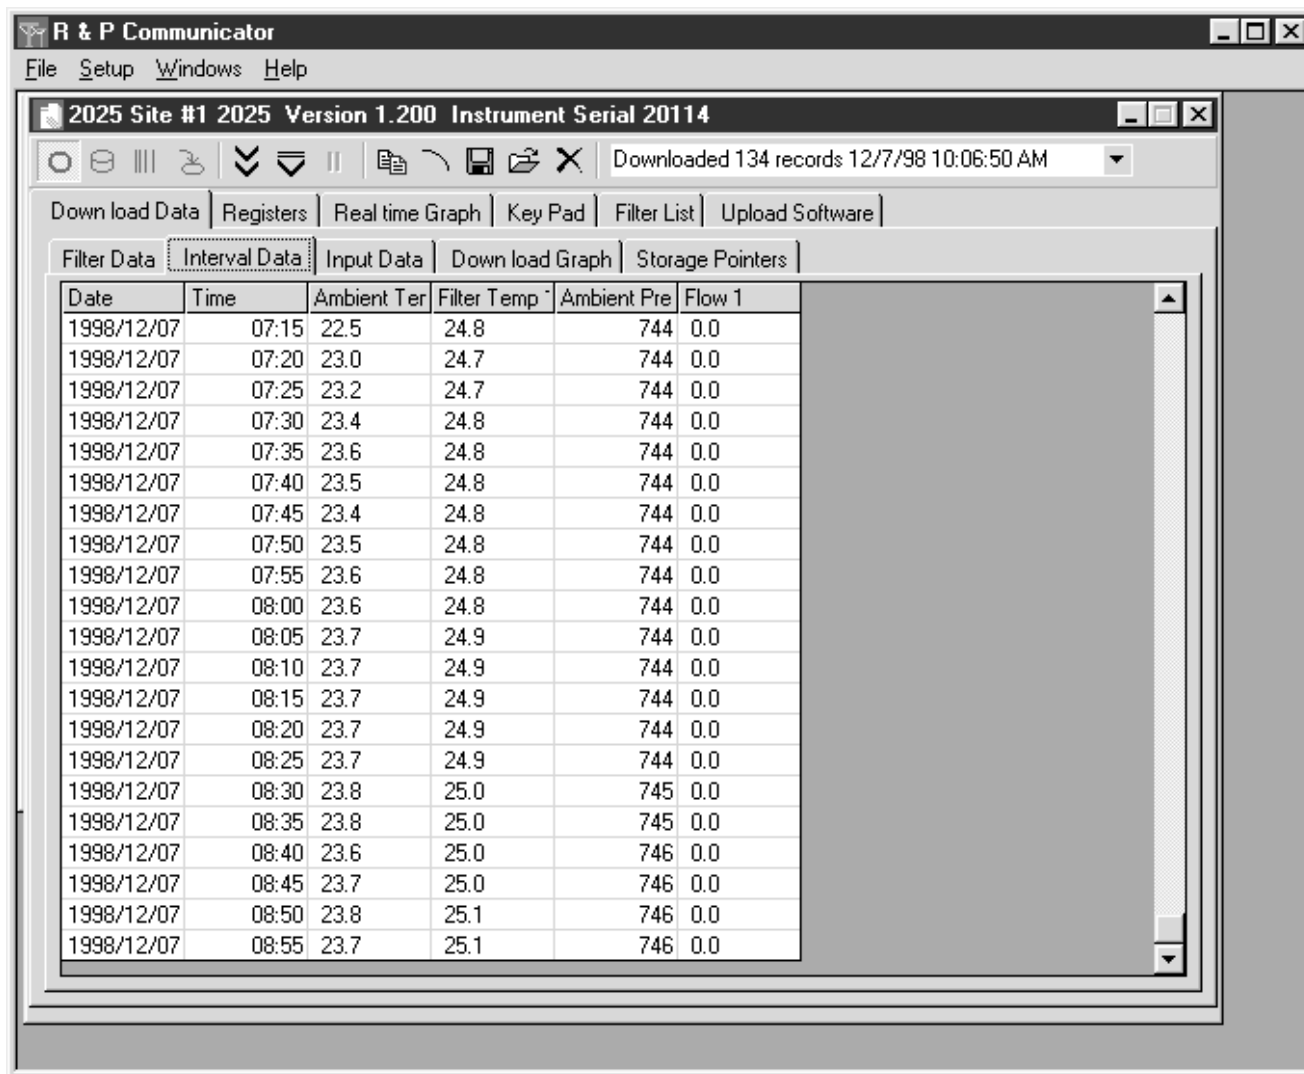 R & P Communicator
File Setup Windows Help
2025 Site #1 2025 Version 1.200 Instrument Serial 20114
Downloaded 134 records 12/7/98 10:06:50 AM
Down load Data Registers Real time Graph Key Pad Filter List Upload Software
Filter Data Interval Data Input Data Down load Graph Storage Pointers
Date Time Ambient Ter Filter Temp Ambient Pre Flow 1
1998/12/07 07:15 22.5 24.8 744 0.0
1998/12/07 07:20 23.0 24.7 744 0.0
1998/12/07 07:25 23.2 24.7 744 0.0
1998/12/07 07:30 23.4 24.8 744 0.0
1998/12/07 07:35 23.6 24.8 744 0.0
1998/12/07 07:40 23.5 24.8 744 0.0
1998/12/07 07:45 23.4 24.8 744 0.0
1998/12/07 07:50 23.5 24.8 744 0.0
1998/12/07 07:55 23.6 24.8 744 0.0
1998/12/07 08:00 23.6 24.8 744 0.0
1998/12/07 08:05 23.7 24.9 744 0.0
1998/12/07 08:10 23.7 24.9 744 0.0
1998/12/07 08:15 23.7 24.9 744 0.0
1998/12/07 08:20 23.7 24.9 744 0.0
1998/12/07 08:25 23.7 24.9 744 0.0
1998/12/07 08:30 23.8 25.0 745 0.0
1998/12/07 08:35 23.8 25.0 745 0.0
1998/12/07 08:40 23.6 25.0 746 0.0
1998/12/07 08:45 23.7 25.0 746 0.0
1998/12/07 08:50 23.8 25.1 746 0.0
1998/12/07 08:55 23.7 25.1 746 0.0